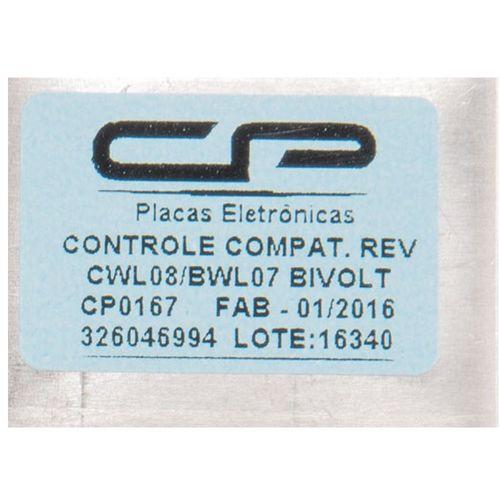 CP
Placas Eletrônicas
CONTROLE COMPAT. REV
CWL08/BWL07 BIVOLT
CP0167 FAB - 01/2016
326046994 LOTE:16340